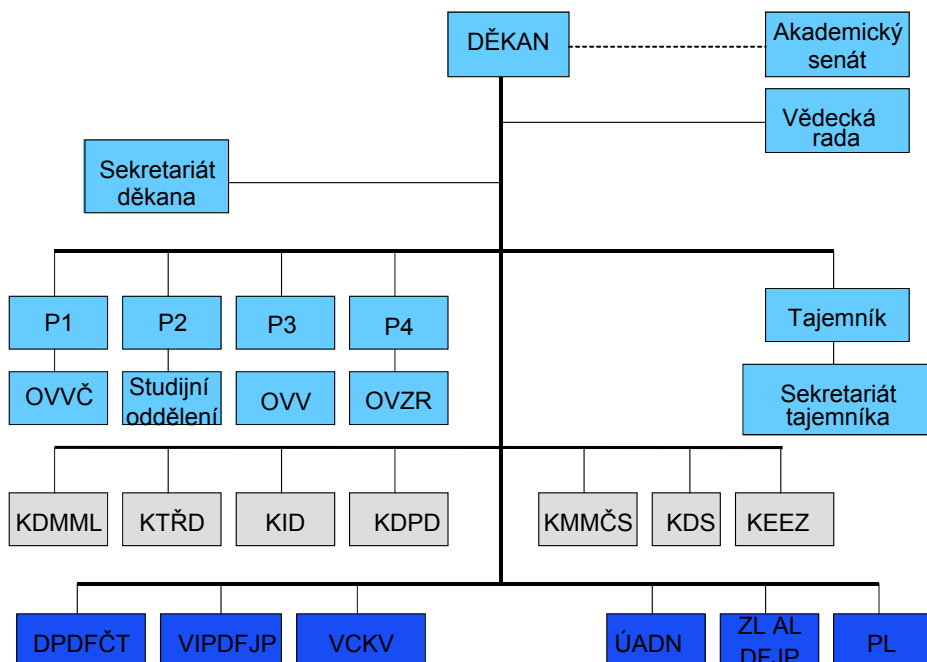 DĚKAN
Akademický
senát
Vědecká
rada
Sekretariát
děkana
P1
P2
P3
P4
Tajemník
OVVČ
Studijní
oddělení
OVV
OVZR
Sekretariát
tajemníka
KDMML
KTŘD
KID
KDPD
KMMČS
KDS
KEEZ
DPDFČT
VIPDFJP
VCKV
ÚADN
ZL AL
DFJP
PL